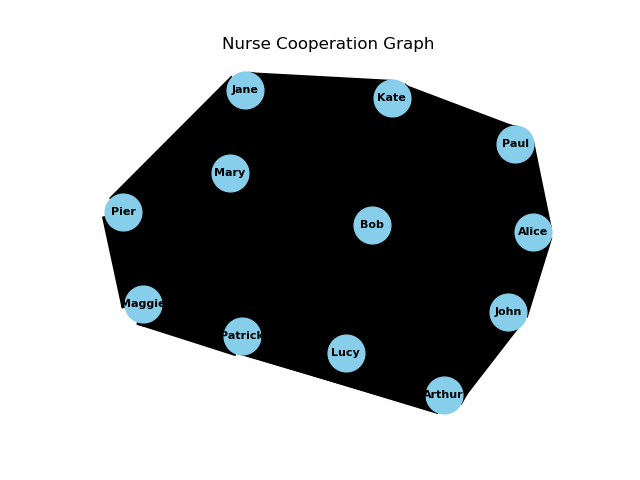 Nurse Cooperation Graph
Jane
Kate
Paul
Mary
Pier
Bob
Alice
Maggie
John
Patrick
Lucy
Arthur